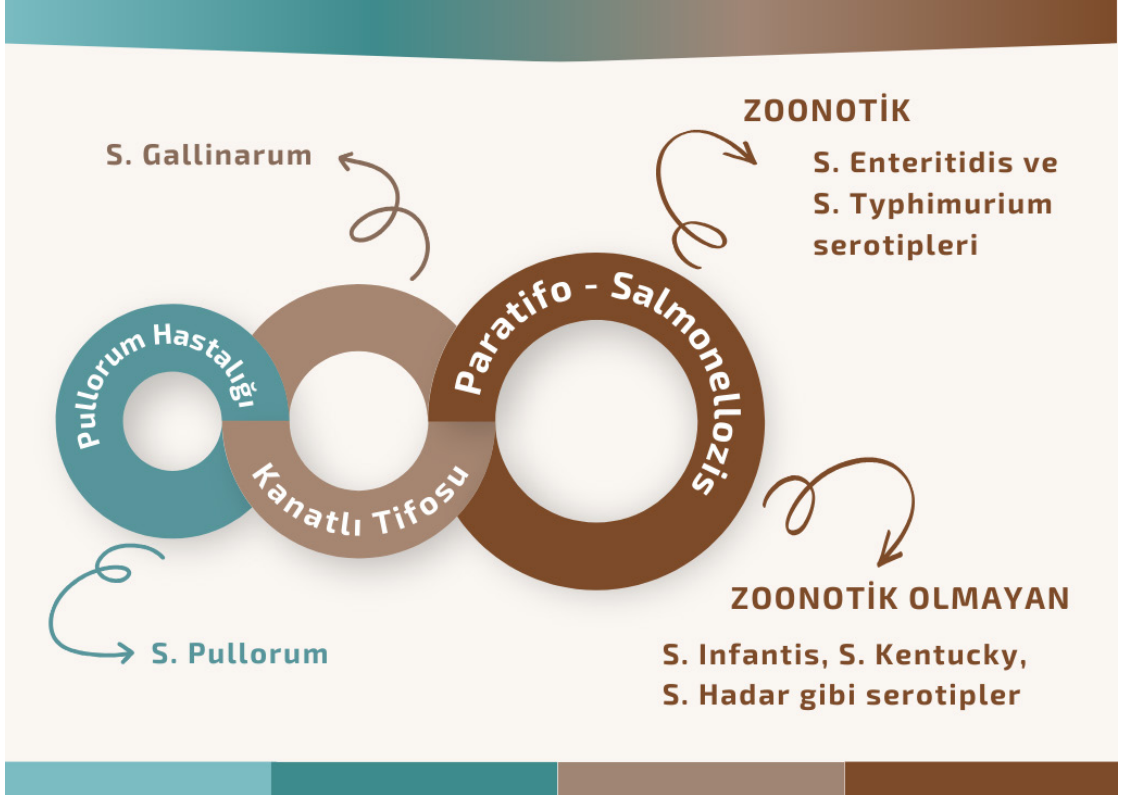 ZOONOTİK
S. Gallinarum
S. Enteritidis ve
S. Typhimurium
serotipleri
Pullorum Hastalığı
Kanatlı Tifosu
Paratifo - Salmonellozis
S. Pullorum
ZOONOTİK OLMAYAN
S. Infantis, S. Kentucky,
S. Hadar gibi serotipler